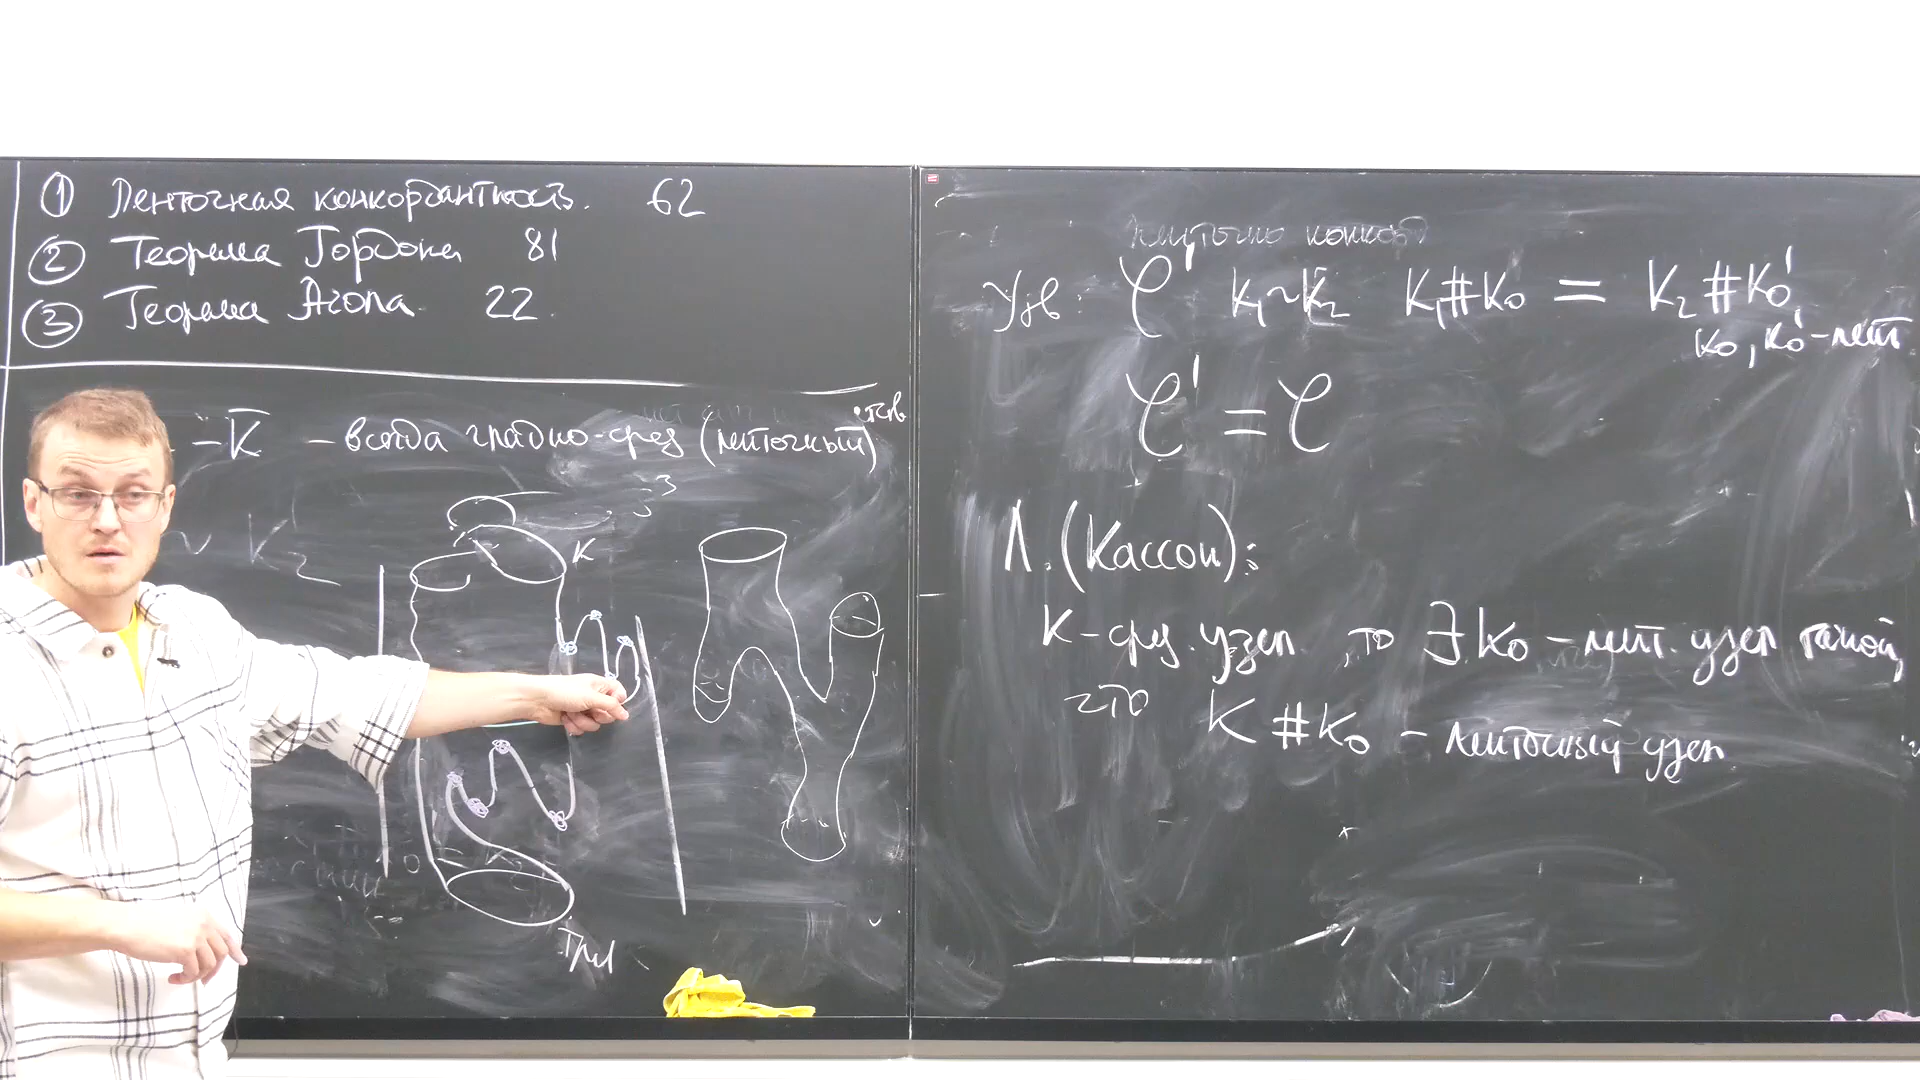 ① Ленточная конкордантность. 62
② Теорема Гордона 81
③ Теорема Агола 22
- K̅ - всегда гладко-срез (ленточный)
~ K₂
K
Три
ленточно конкорд
Утв: 𝒞' K₁~K₂ K₁#K₀ = K₂#K₀'
K₀, K₀'-лент
𝒞' = 𝒞
Л. (Кассон):
K-срез. узел, то ∃ K₀ - лент. узел такой,
что K#K₀ - ленточный узел